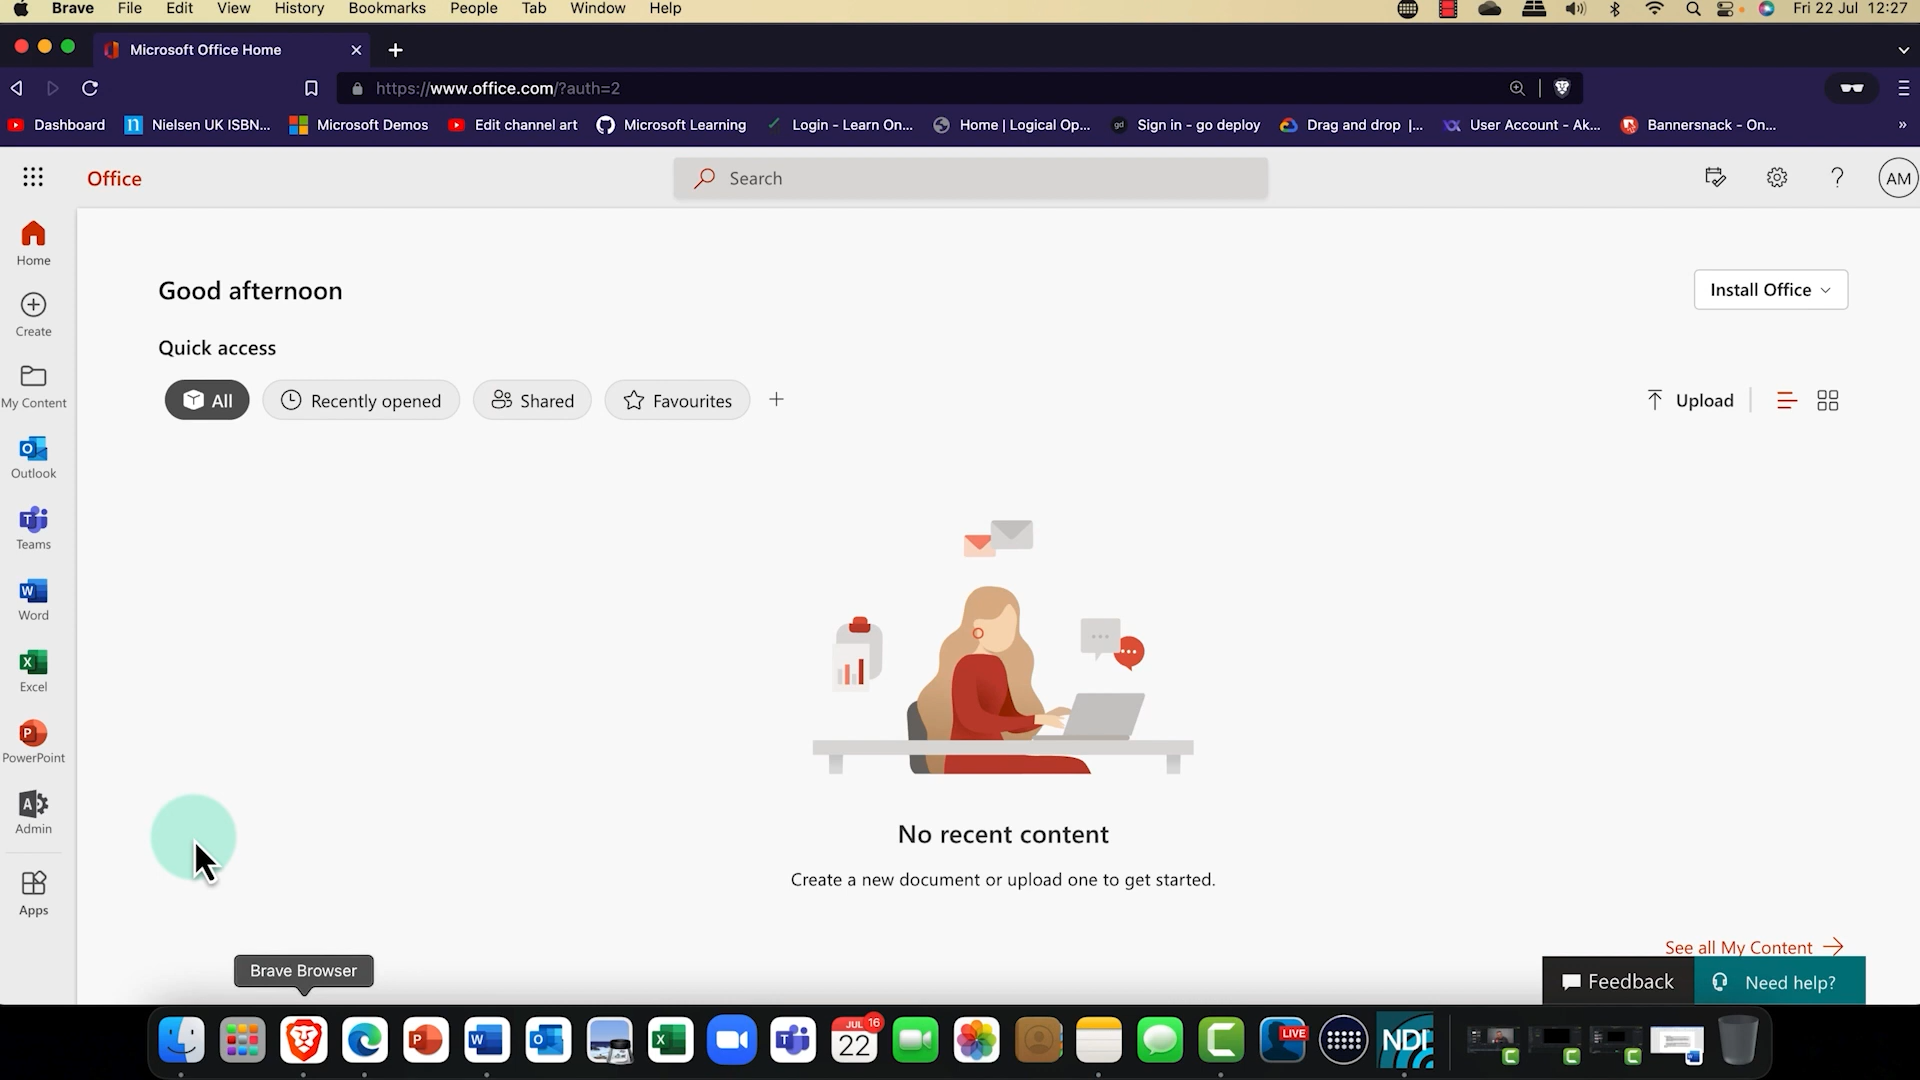 Brave File Edit View History Bookmarks People Tab Window Help Fri 22 Jul 12:27
Microsoft Office Home
https://www.office.com/?auth=2
Dashboard Nielsen UK ISBN... Microsoft Demos Edit channel art Microsoft Learning Login - Learn On... Home | Logical Op... gd Sign in - go deploy Drag and drop |... User Account - Ak... Bannersnack - On... »
Office Search AM
Home
Good afternoon Install Office
Create
Quick access
My Content
All Recently opened Shared Favourites Upload
Outlook
Teams
Word
Excel
PowerPoint
Admin
No recent content
Create a new document or upload one to get started.
Apps
See all My Content
Brave Browser
Feedback Need help?
JUL 16
22
LIVE
NDI